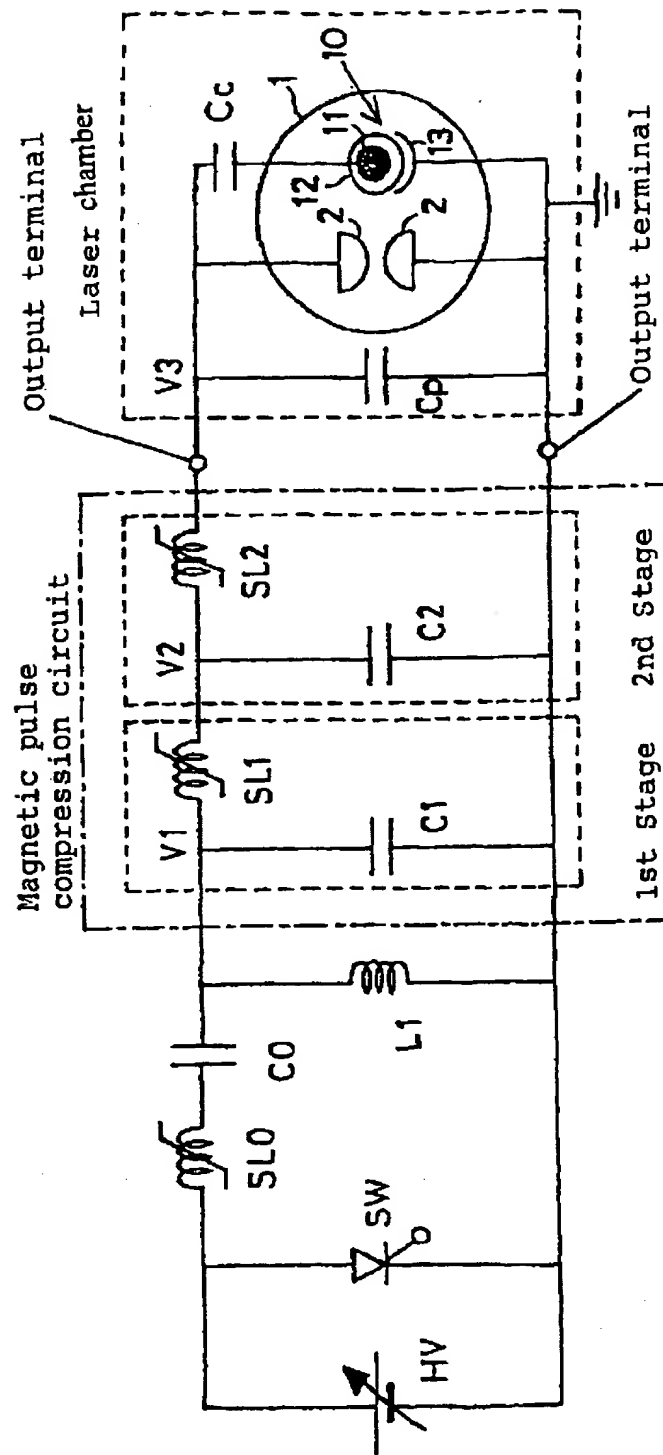 Output terminal
Laser chamber
Magnetic pulse
compression circuit
SL0
C0
V1
SL1
V2
SL2
V3
Cc
1
10
11
12
13
2
2
HV
SW
L1
C1
C2
Cp
1st Stage
2nd Stage
Output terminal